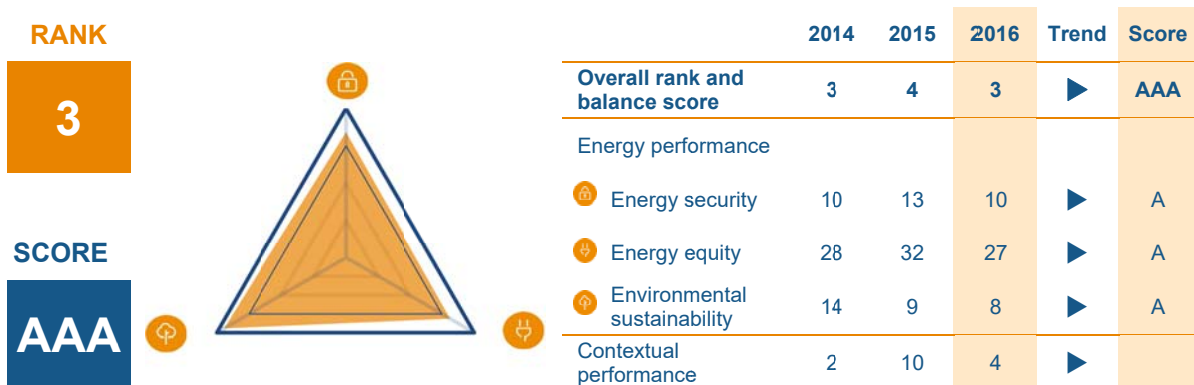 RANK
3
SCORE
AAA
2014 2015 2016 Trend Score
Overall rank and
balance score 3 4 3 AAA
Energy performance
Energy security 10 13 10 A
Energy equity 28 32 27 A
Environmental
sustainability 14 9 8 A
Contextual
performance 2 10 4